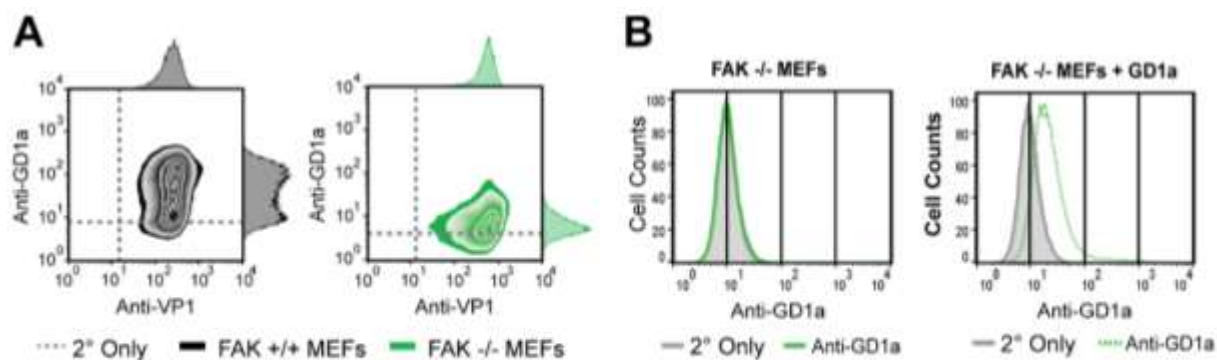 A
Anti-GD1a
10⁴
10³
10²
10¹
10⁰
10⁰ 10¹ 10² 10³ 10⁴
Anti-VP1
Anti-GD1a
10⁴
10³
10²
10¹
10⁰
10⁰ 10¹ 10² 10³ 10⁴
Anti-VP1
2° Only FAK +/+ MEFs FAK -/- MEFs
B
FAK -/- MEFs
Cell Counts
100
80
60
40
20
0
10⁰ 10¹ 10² 10³ 10⁴
Anti-GD1a
2° Only Anti-GD1a
FAK -/- MEFs + GD1a
Cell Counts
100
80
60
40
20
0
10⁰ 10¹ 10² 10³ 10⁴
Anti-GD1a
2° Only Anti-GD1a